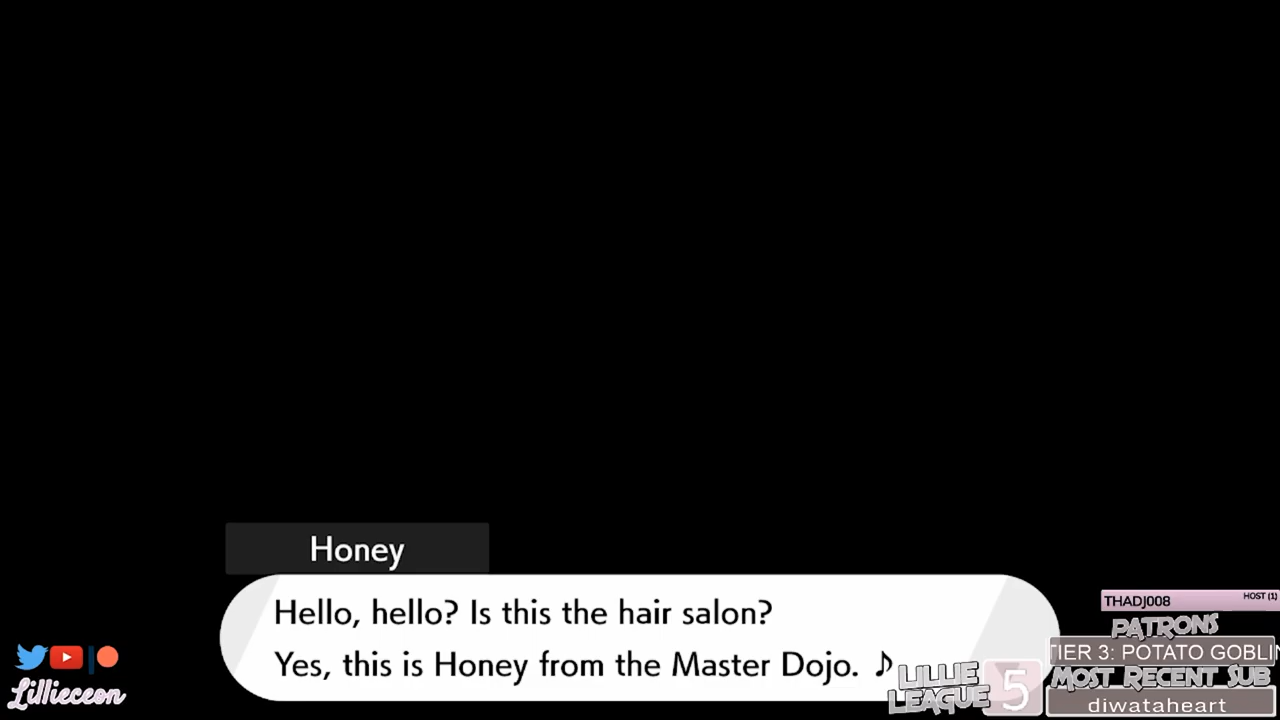 Honey
Hello, hello? Is this the hair salon?
Yes, this is Honey from the Master Dojo. ♪
THADJ008
HOST (1)
PATRONS
TIER 3: POTATO GOBLIN
MOST RECENT SUB
diwataheart
LILLIE
LEAGUE
5
Lillieceon